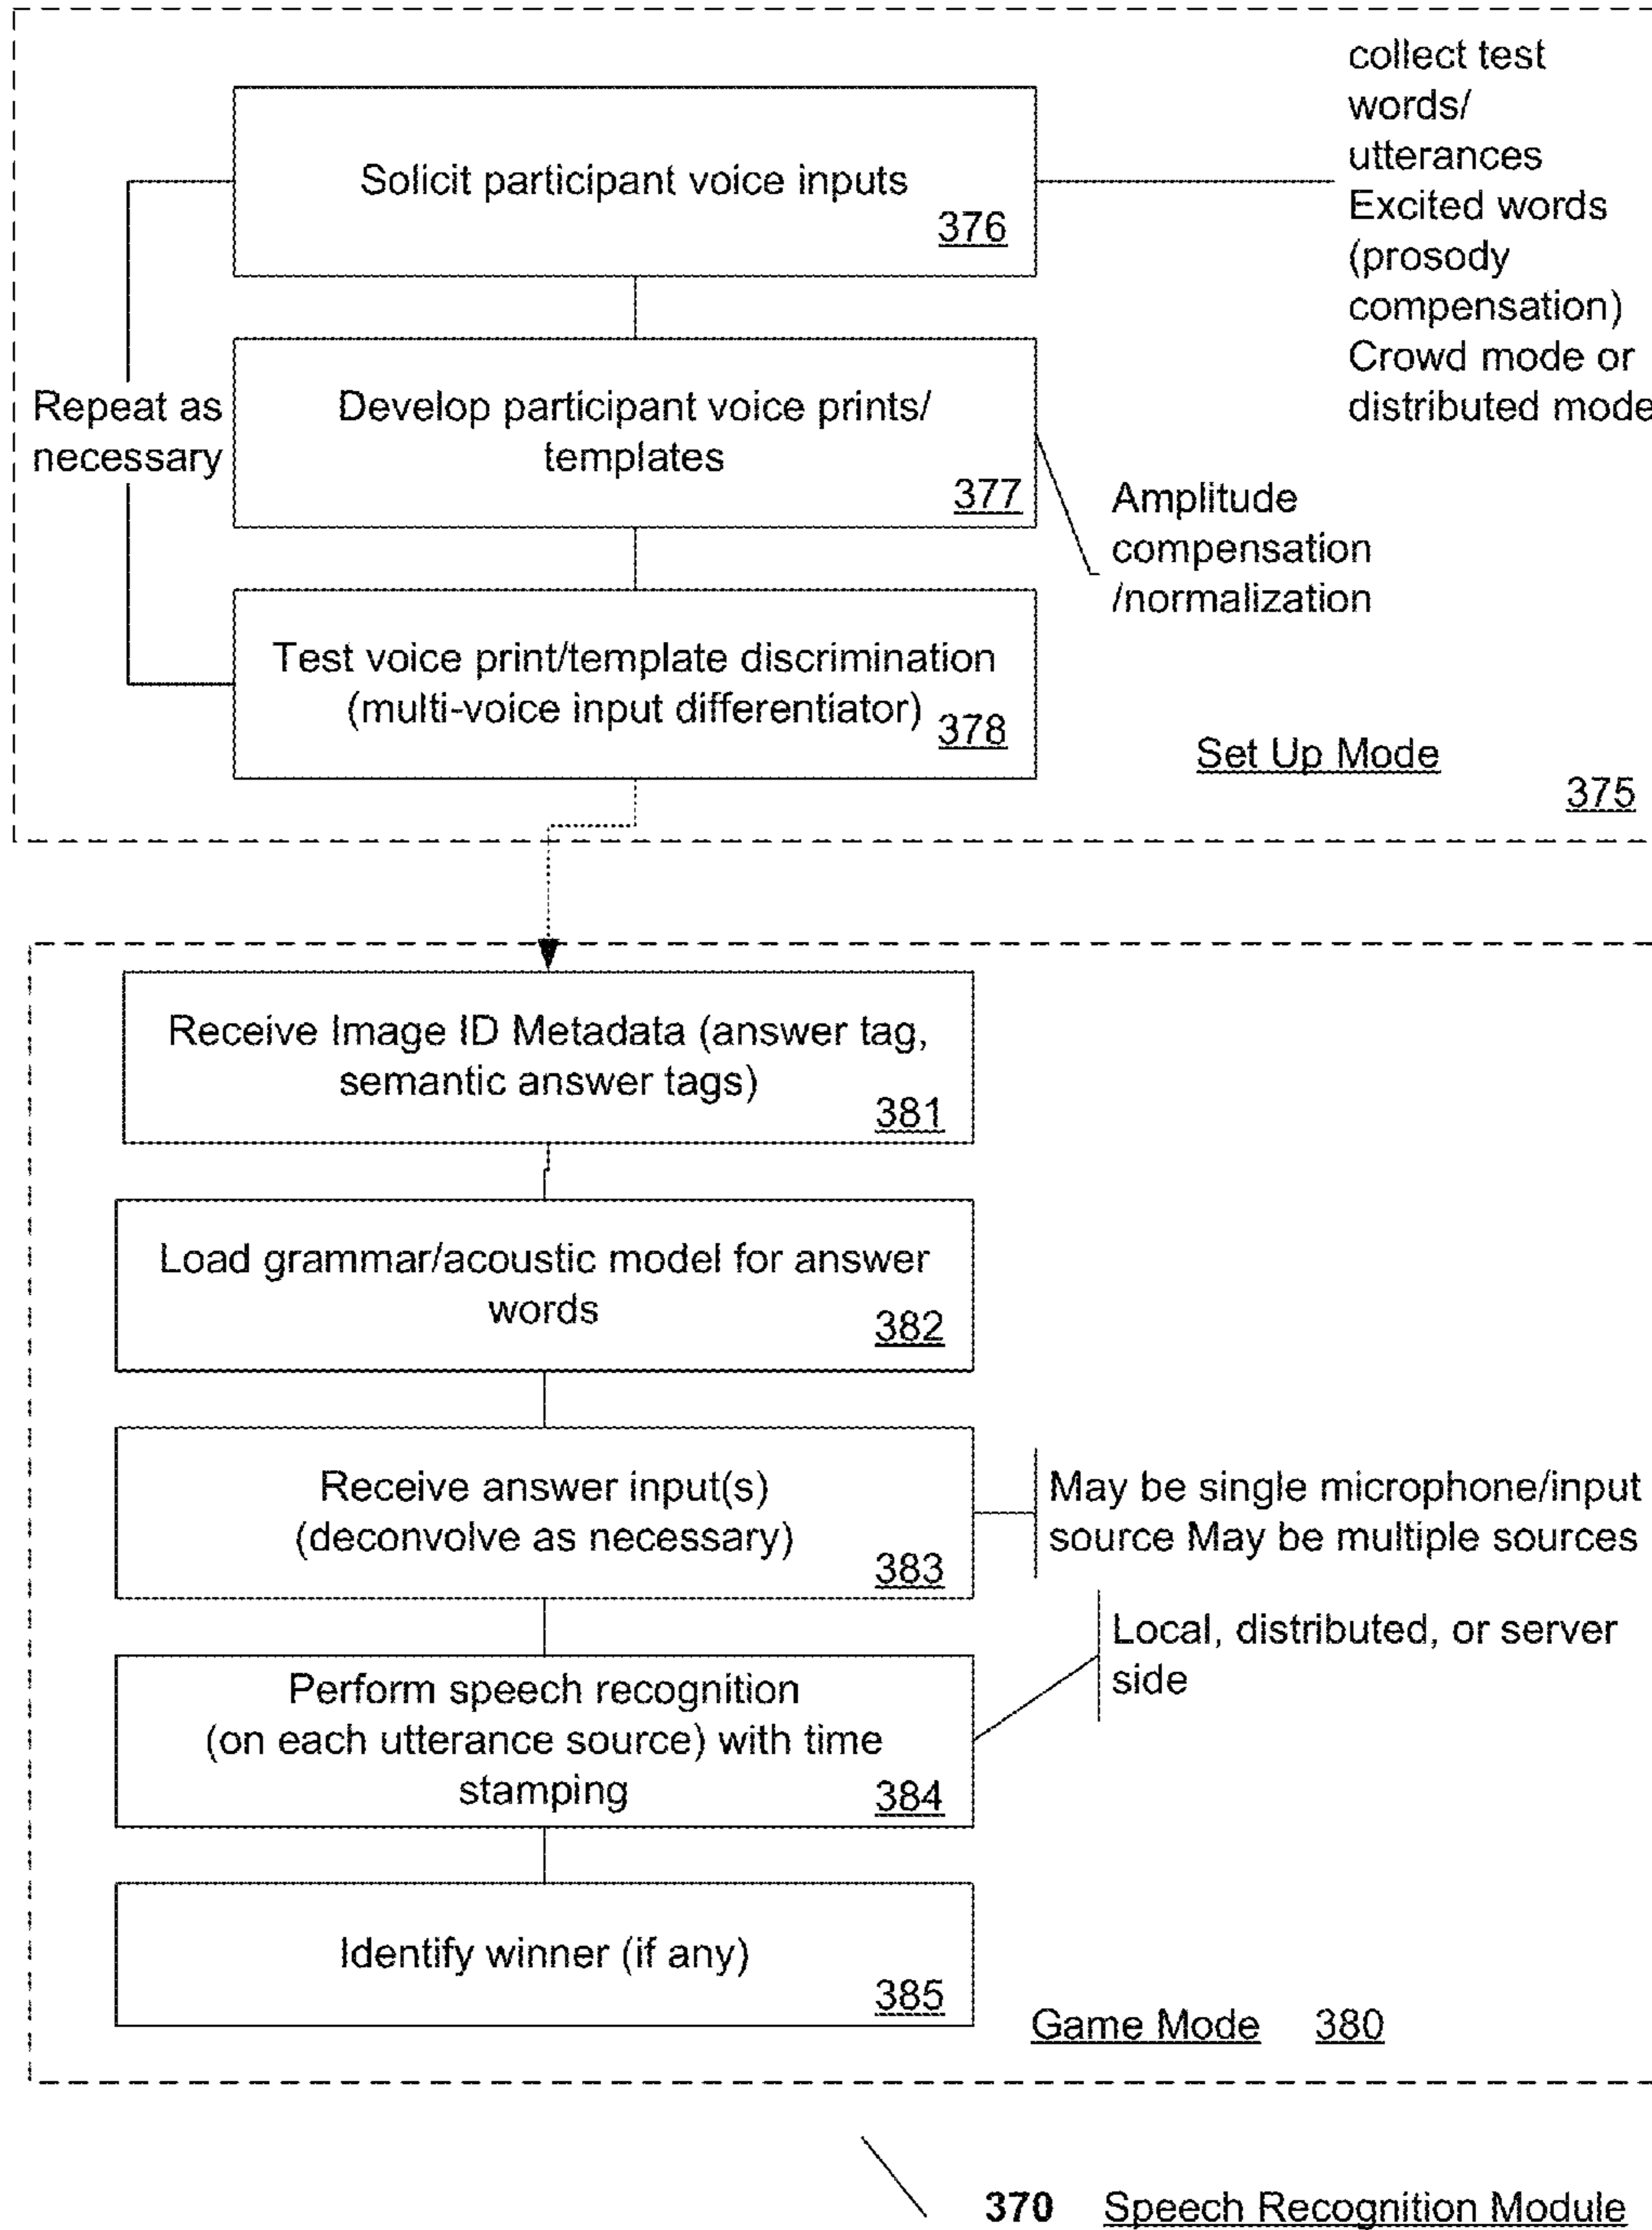 collect test
words/
utterances
Excited words
(prosody
compensation)
Crowd mode or
distributed mode
Solicit participant voice inputs
376
Repeat as
necessary
Develop participant voice prints/
templates
377
Amplitude
compensation
/normalization
Test voice print/template discrimination
(multi-voice input differentiator)
378
Set Up Mode
375
Receive Image ID Metadata (answer tag,
semantic answer tags)
381
Load grammar/acoustic model for answer
words
382
Receive answer input(s)
(deconvolve as necessary)
383
May be single microphone/input
source May be multiple sources
Local, distributed, or server
side
Perform speech recognition
(on each utterance source) with time
stamping
384
Identify winner (if any)
385
Game Mode 380
370 Speech Recognition Module